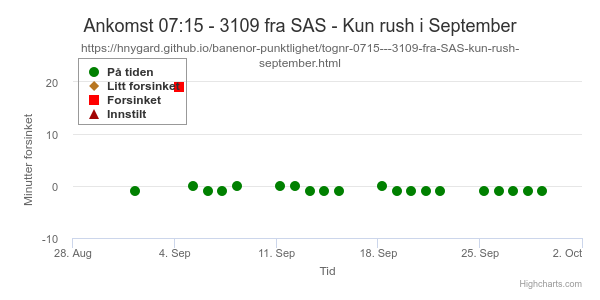 Ankomst 07:15 - 3109 fra SAS - Kun rush i September
https://hnygard.github.io/banenor-punktlighet/tognr-0715---3109-fra-SAS-kun-rush-
september.html
På tiden
Litt forsinket
Forsinket
Innstilt
Minutter forsinket
20
10
0
-10
28. Aug
4. Sep
11. Sep
18. Sep
25. Sep
2. Oct
Tid
Highcharts.com